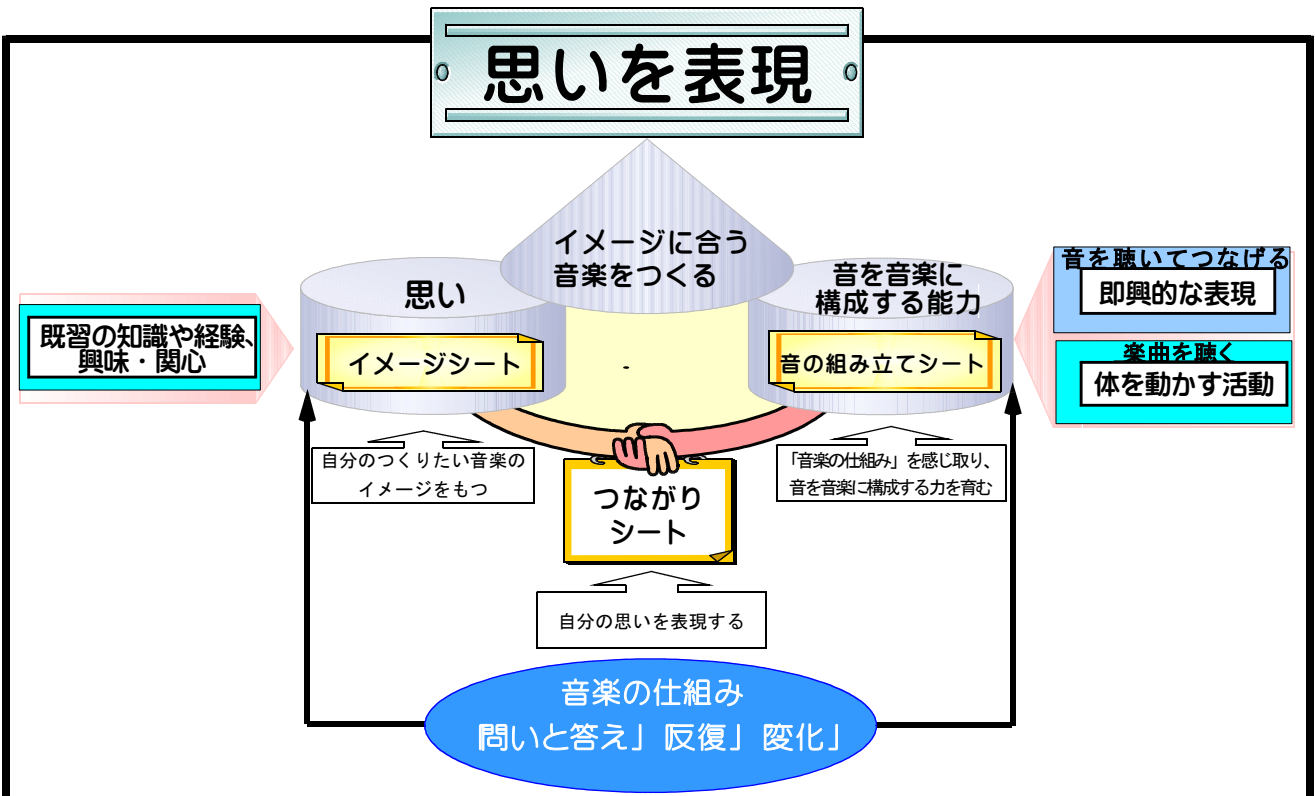 思いを表現
イメージに合う
音楽をつくる
思い
イメージシート
音を音楽に
構成する能力
音の組み立てシート
既習の知識や経験、
興味・関心
音を聴いてつなげる
即興的な表現
楽曲を聴く
体を動かす活動
自分のつくりたい音楽の
イメージをもつ
「音楽の仕組み」を感じ取り、
音を音楽に構成する力を育む
つながり
シート
自分の思いを表現する
音楽の仕組み
問いと答え」反復」変化」